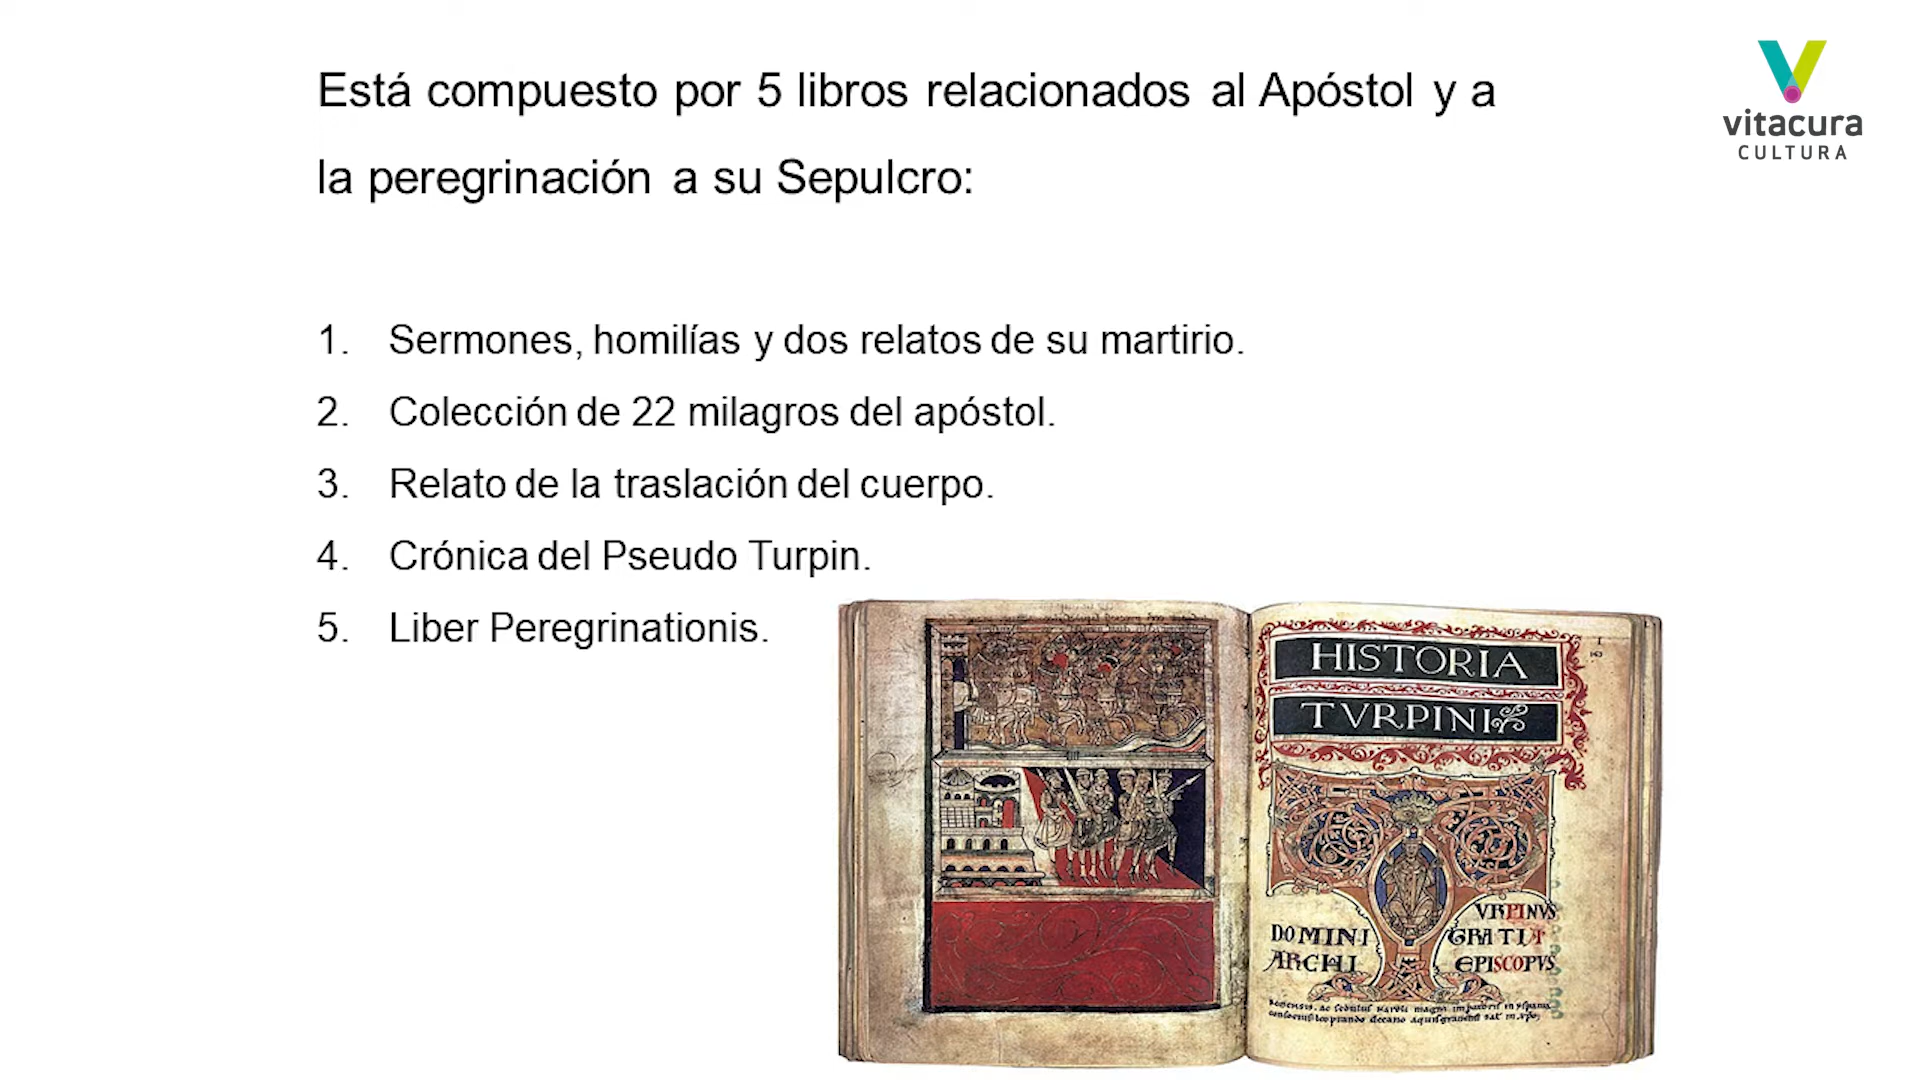 Está compuesto por 5 libros relacionados al Apóstol y a
la peregrinación a su Sepulcro:
1. Sermones, homilías y dos relatos de su martirio.
2. Colección de 22 milagros del apóstol.
3. Relato de la traslación del cuerpo.
4. Crónica del Pseudo Turpin.
5. Liber Peregrinationis.
vitacura
CULTURA
HISTORIA
TVRPINI
VRPINVS
DOMINI GRATI
ARCHI EPISCOPVS